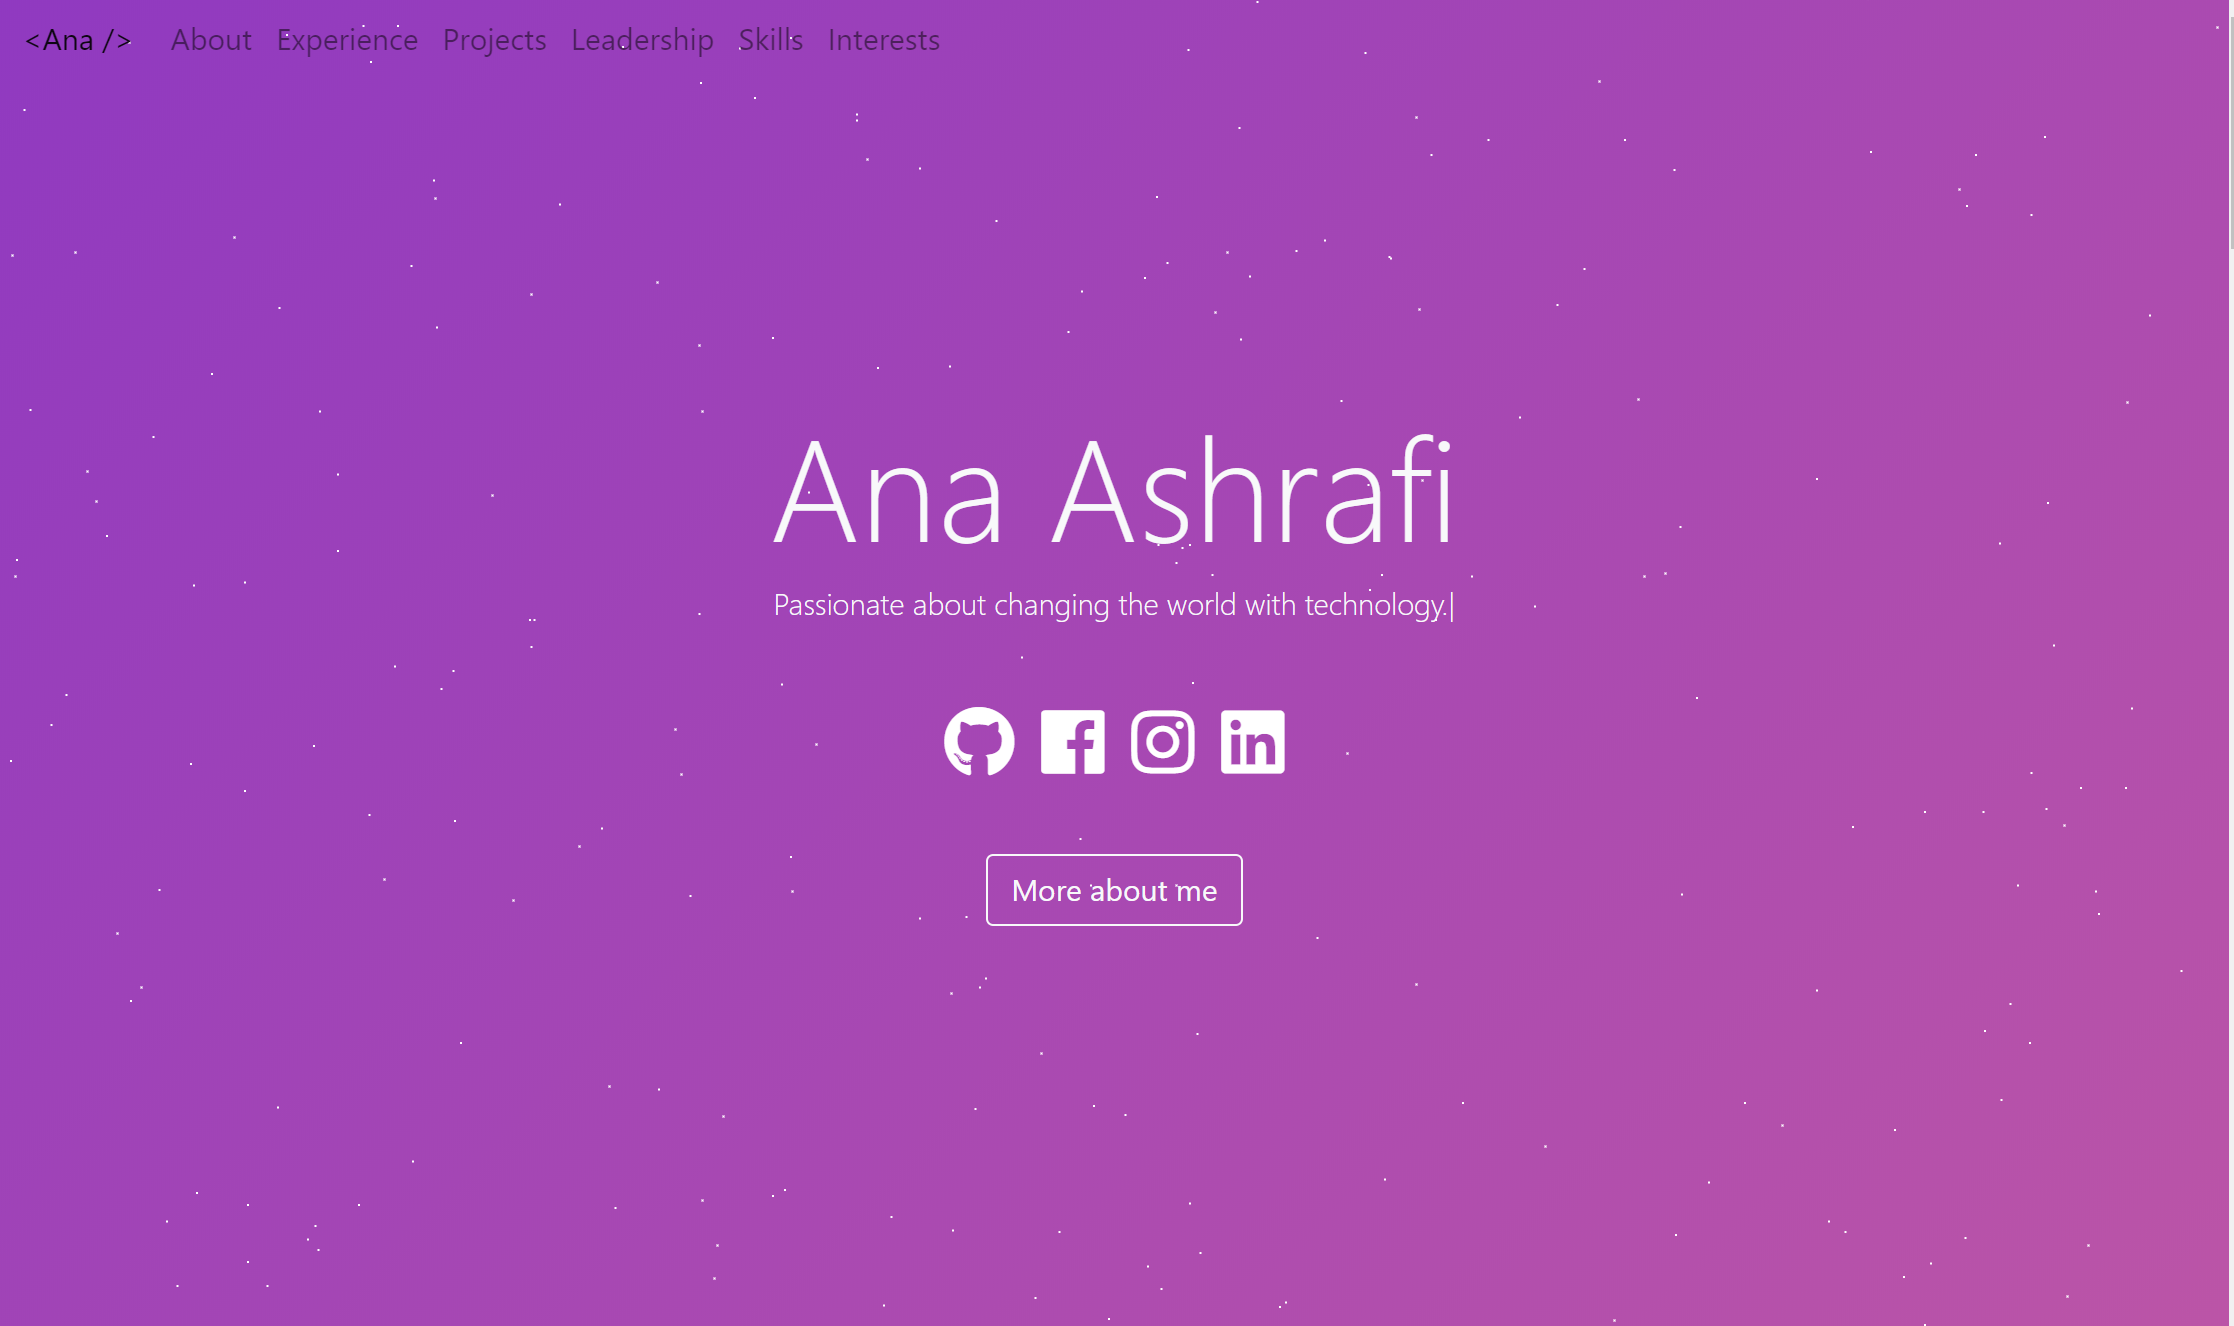 <Ana /> About Experience Projects Leadership Skills Interests
Ana Ashrafi
Passionate about changing the world with technology.|
More about me